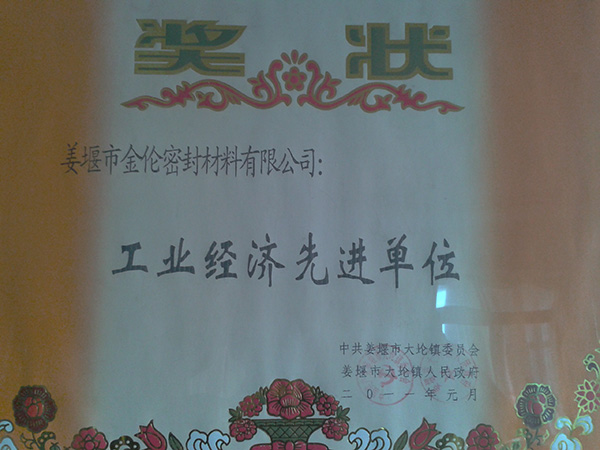 奖状
姜堰市金伦密封材料有限公司：
工业经济先进单位
中共姜堰市大圪镇委员会
姜堰市大圪镇人民政府
二〇一一年元月